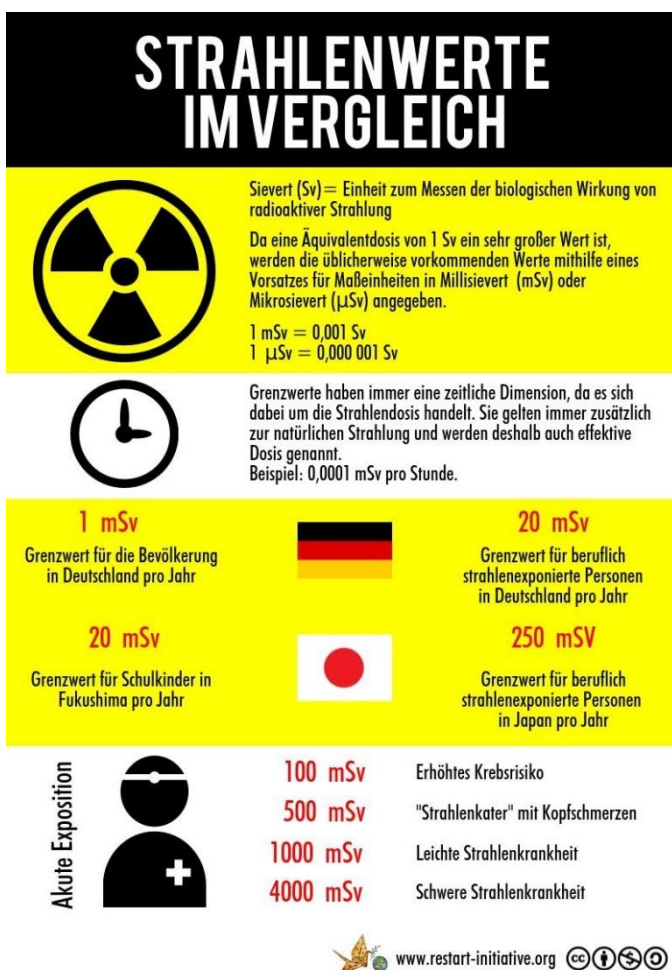 STRAHLENWERTE
IM VERGLEICH
Sievert (Sv)= Einheit zum Messen der biologischen Wirkung von
radioaktiver Strahlung
Da eine Äquivalentdosis von 1 Sv ein sehr großer Wert ist,
werden die üblicherweise vorkommenden Werte mithilfe eines
Vorsatzes für Maßeinheiten in Millisievert (mSv) oder
Mikrosievert (µSv) angegeben.
1 mSv = 0,001 Sv
1 µSv = 0,000 001 Sv
Grenzwerte haben immer eine zeitliche Dimension, da es sich
dabei um die Strahlendosis handelt. Sie gelten immer zusätzlich
zur natürlichen Strahlung und werden deshalb auch effektive
Dosis genannt.
Beispiel: 0,0001 mSv pro Stunde.
1 mSv
Grenzwert für die Bevölkerung
in Deutschland pro Jahr
20 mSv
Grenzwert für beruflich
strahlenexponierte Personen
in Deutschland pro Jahr
20 mSv
Grenzwert für Schulkinder in
Fukushima pro Jahr
250 mSV
Grenzwert für beruflich
strahlenexponierte Personen
in Japan pro Jahr
Akute Exposition
100 mSv Erhöhtes Krebsrisiko
500 mSv "Strahlenkater" mit Kopfschmerzen
1000 mSv Leichte Strahlenkrankheit
4000 mSv Schwere Strahlenkrankheit
www.restart-initiative.org cc